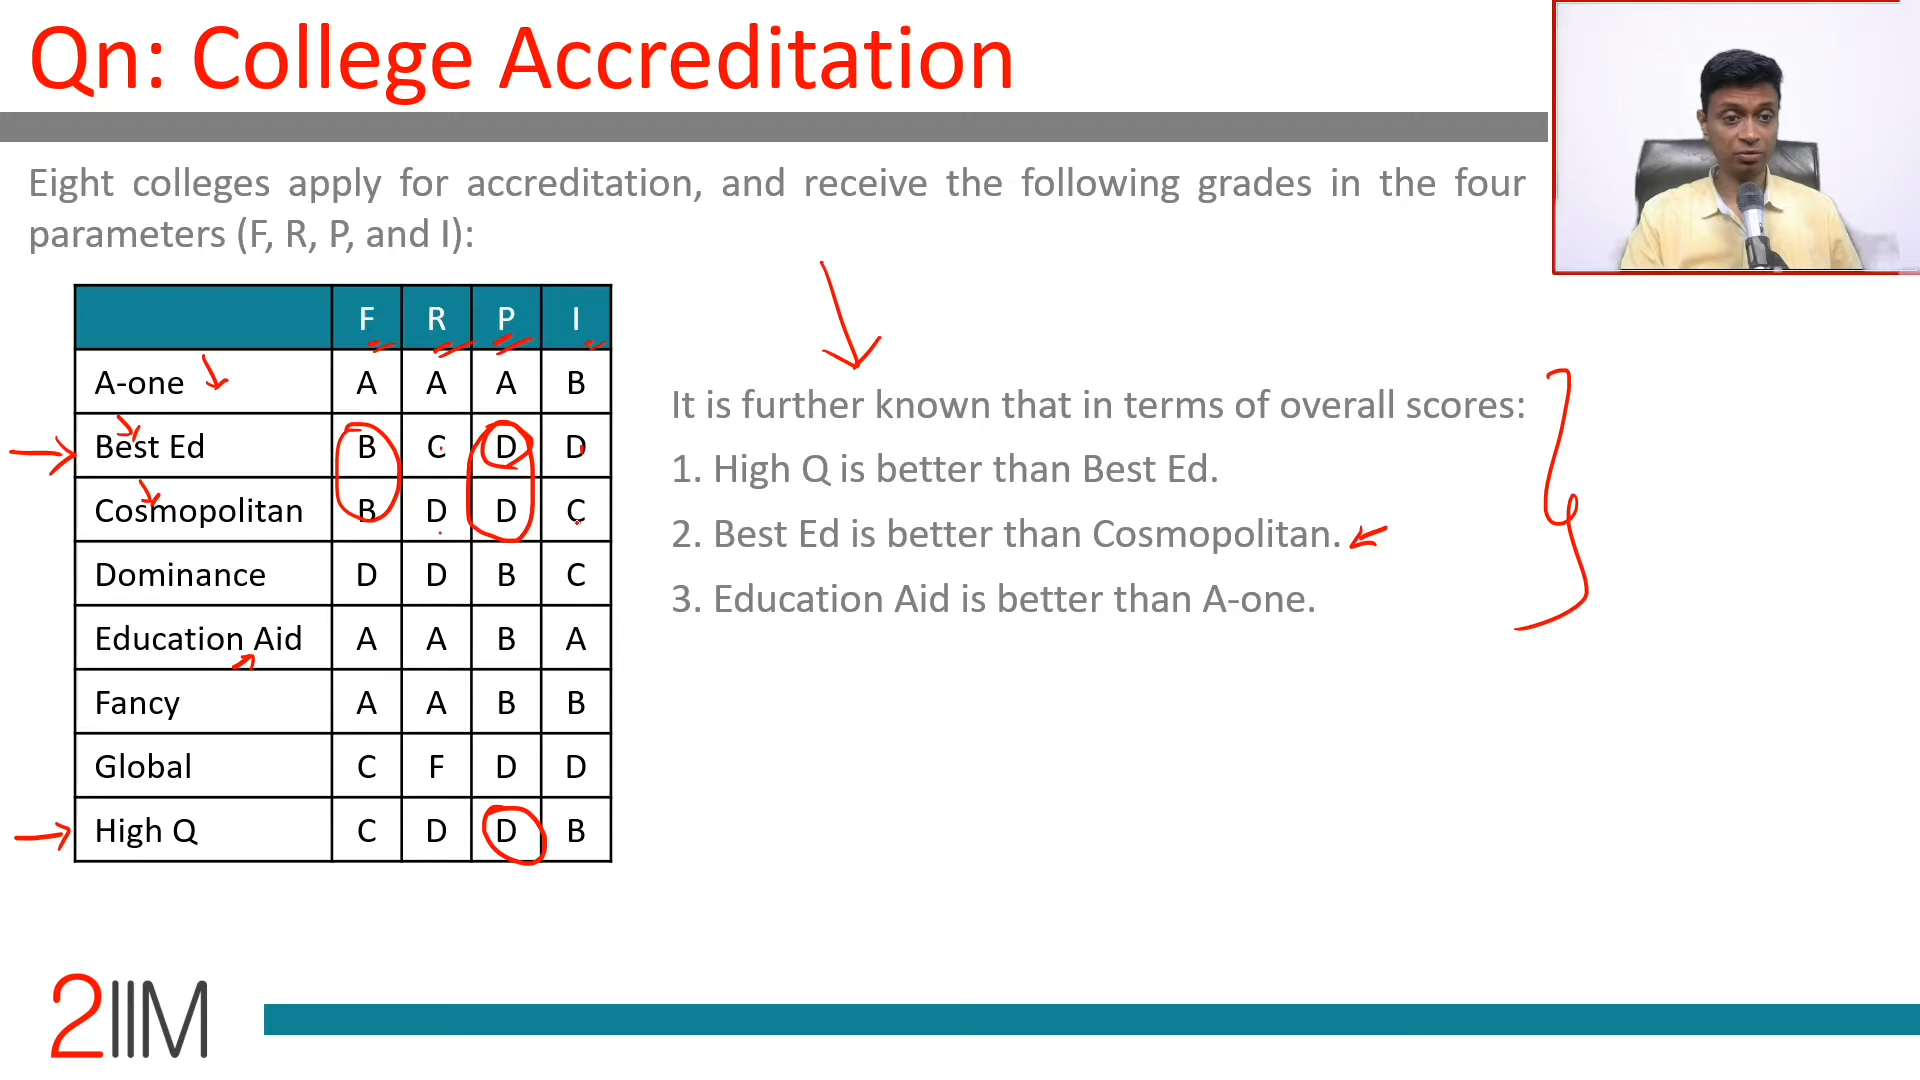 Qn: College Accreditation
Eight colleges apply for accreditation, and receive the following grades in the four
parameters (F, R, P, and I):
F R P I
A-one A A A B
Best Ed B C D D
Cosmopolitan B D D C
Dominance D D B C
Education Aid A A B A
Fancy A A B B
Global C F D D
High Q C D D B
It is further known that in terms of overall scores:
1. High Q is better than Best Ed.
2. Best Ed is better than Cosmopolitan.
3. Education Aid is better than A-one.
2IIM